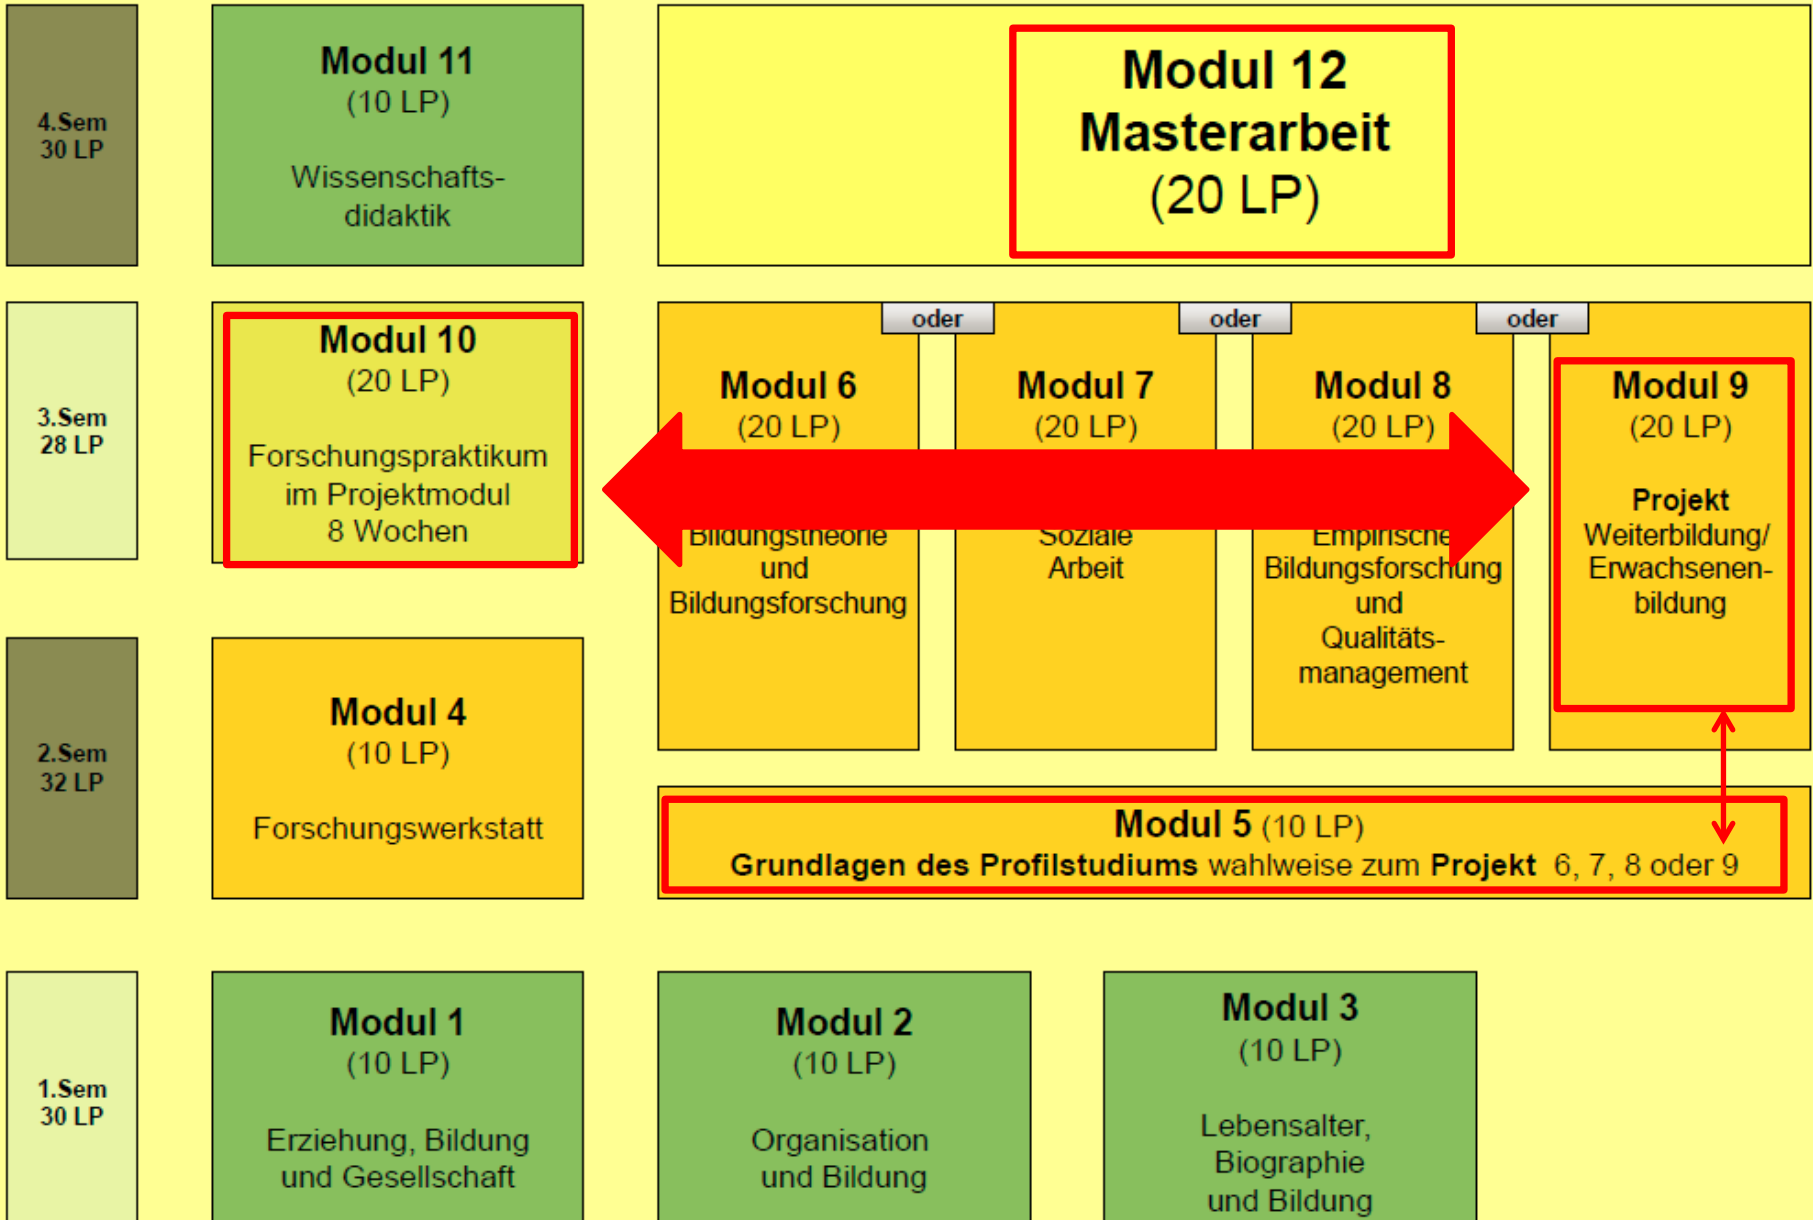 4.Sem
30 LP
Modul 11
(10 LP)
Wissenschafts-
didaktik
Modul 12
Masterarbeit
(20 LP)
3.Sem
28 LP
Modul 10
(20 LP)
Forschungspraktikum
im Projektmodul
8 Wochen
oder
oder
oder
Modul 6
(20 LP)
Bildungstheorie
und
Bildungsforschung
Modul 7
(20 LP)
Soziale
Arbeit
Modul 8
(20 LP)
Empirische
Bildungsforschung
und
Qualitäts-
management
Modul 9
(20 LP)
Projekt
Weiterbildung/
Erwachsenen-
bildung
2.Sem
32 LP
Modul 4
(10 LP)
Forschungswerkstatt
Modul 5 (10 LP)
Grundlagen des Profilstudiums wahlweise zum Projekt 6, 7, 8 oder 9
1.Sem
30 LP
Modul 1
(10 LP)
Erziehung, Bildung
und Gesellschaft
Modul 2
(10 LP)
Organisation
und Bildung
Modul 3
(10 LP)
Lebensalter,
Biographie
und Bildung